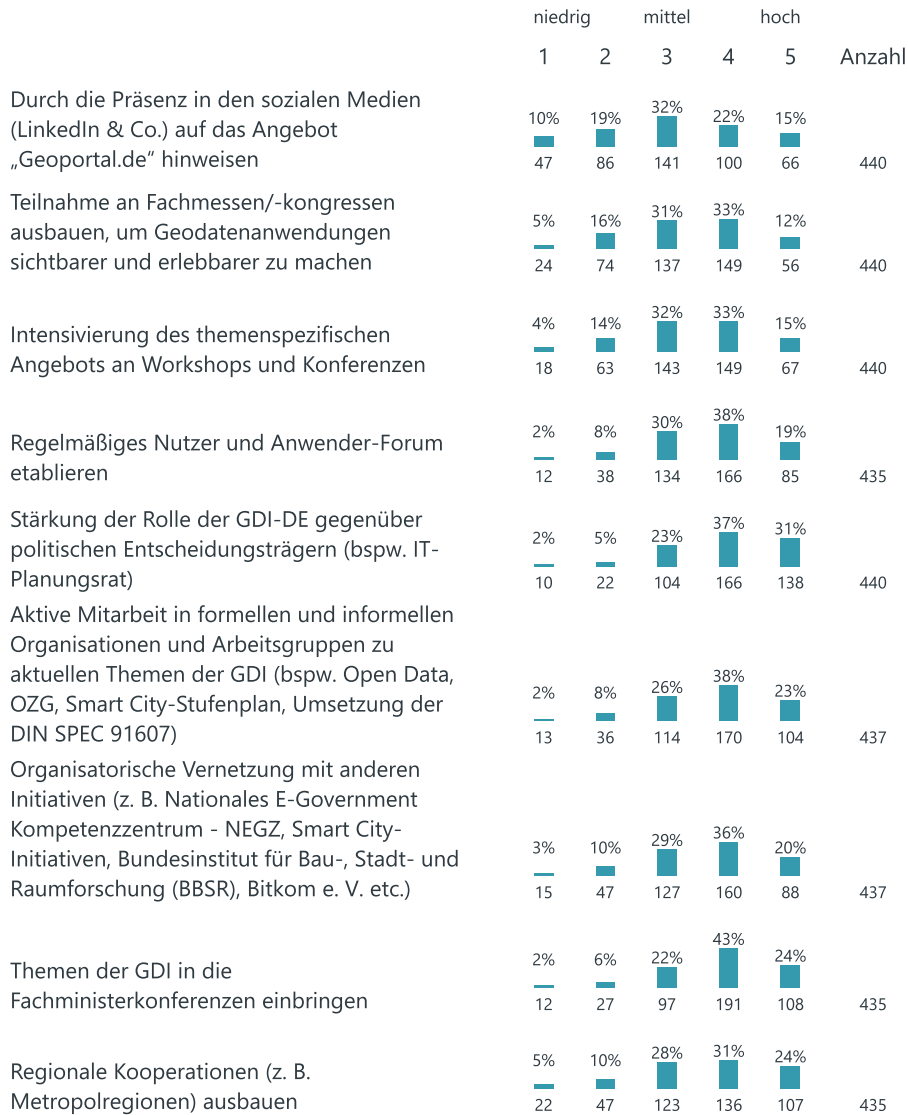 niedrig mittel hoch
1 2 3 4 5 Anzahl
Durch die Präsenz in den sozialen Medien
(LinkedIn & Co.) auf das Angebot
„Geoportal.de“ hinweisen
10% 19% 32% 22% 15%
47 86 141 100 66 440
Teilnahme an Fachmessen/-kongressen
ausbauen, um Geodatenanwendungen
sichtbarer und erlebbarer zu machen
5% 16% 31% 33% 12%
24 74 137 149 56 440
Intensivierung des themenspezifischen
Angebots an Workshops und Konferenzen
4% 14% 32% 33% 15%
18 63 143 149 67 440
Regelmäßiges Nutzer und Anwender-Forum
etablieren
2% 8% 30% 38% 19%
12 38 134 166 85 435
Stärkung der Rolle der GDI-DE gegenüber
politischen Entscheidungsträgern (bspw. IT-
Planungsrat)
2% 5% 23% 37% 31%
10 22 104 166 138 440
Aktive Mitarbeit in formellen und informellen
Organisationen und Arbeitsgruppen zu
aktuellen Themen der GDI (bspw. Open Data,
OZG, Smart City-Stufenplan, Umsetzung der
DIN SPEC 91607)
2% 8% 26% 38% 23%
13 36 114 170 104 437
Organisatorische Vernetzung mit anderen
Initiativen (z. B. Nationales E-Government
Kompetenzzentrum - NEGZ, Smart City-
Initiativen, Bundesinstitut für Bau-, Stadt- und
Raumforschung (BBSR), Bitkom e. V. etc.)
3% 10% 29% 36% 20%
15 47 127 160 88 437
Themen der GDI in die
Fachministerkonferenzen einbringen
2% 6% 22% 43% 24%
12 27 97 191 108 435
Regionale Kooperationen (z. B.
Metropolregionen) ausbauen
5% 10% 28% 31% 24%
22 47 123 136 107 435